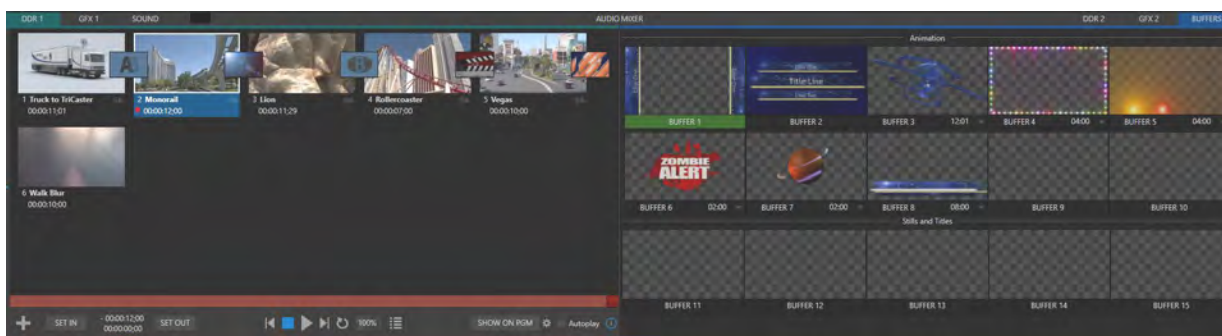 DDR 1 GFX 1 SOUND AUDIO MIXER DDR 2 GFX 2 BUFFERS
1 Truck to TriCaster
00:00:11;01
2 Monorail
00:00:12;00
3 Lion
00:00:11;29
4 Rollercoaster
00:00:07;00
5 Vegas
00:00:10;00
6 Walk Blur
00:00:10;00
SET IN
- 00:00:12;00
00:00:00;00
SET OUT
100%
SHOW ON PGM
Autoplay
Animation
Title Line
BUFFER 1
BUFFER 2
BUFFER 3 12:01
BUFFER 4 04:00
BUFFER 5 04:00
ZOMBIE
ALERT
BUFFER 6 02:00
BUFFER 7 02:00
BUFFER 8 08:00
BUFFER 9
BUFFER 10
Stills and Titles
BUFFER 11
BUFFER 12
BUFFER 13
BUFFER 14
BUFFER 15